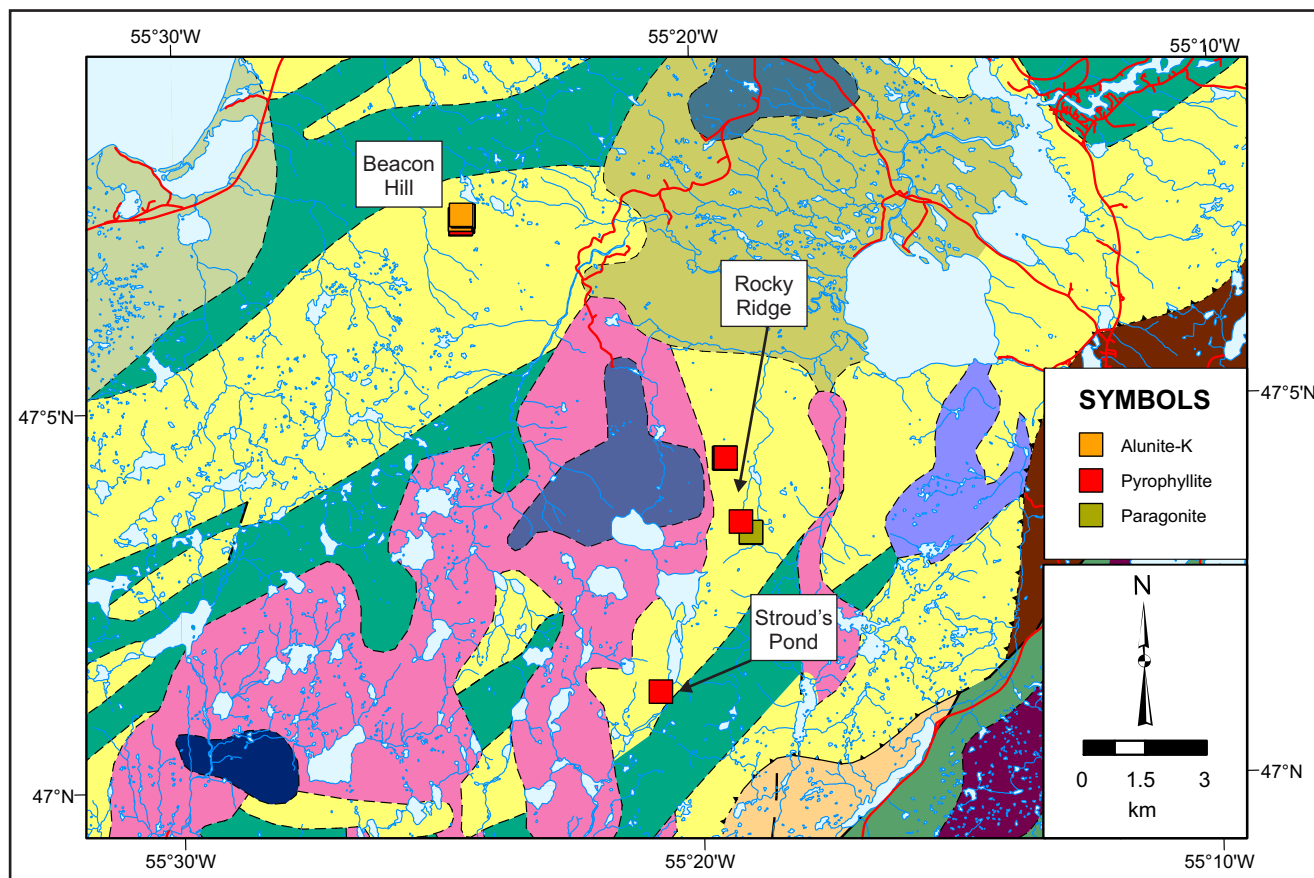 55°30'W
55°20'W
55°10'W
Beacon
Hill
Rocky
Ridge
47°5'N
47°5'N
SYMBOLS
Alunite-K
Pyrophyllite
Paragonite
Stroud's
Pond
N
0 1.5 3
km
47°N
47°N
55°30'W
55°20'W
55°10'W